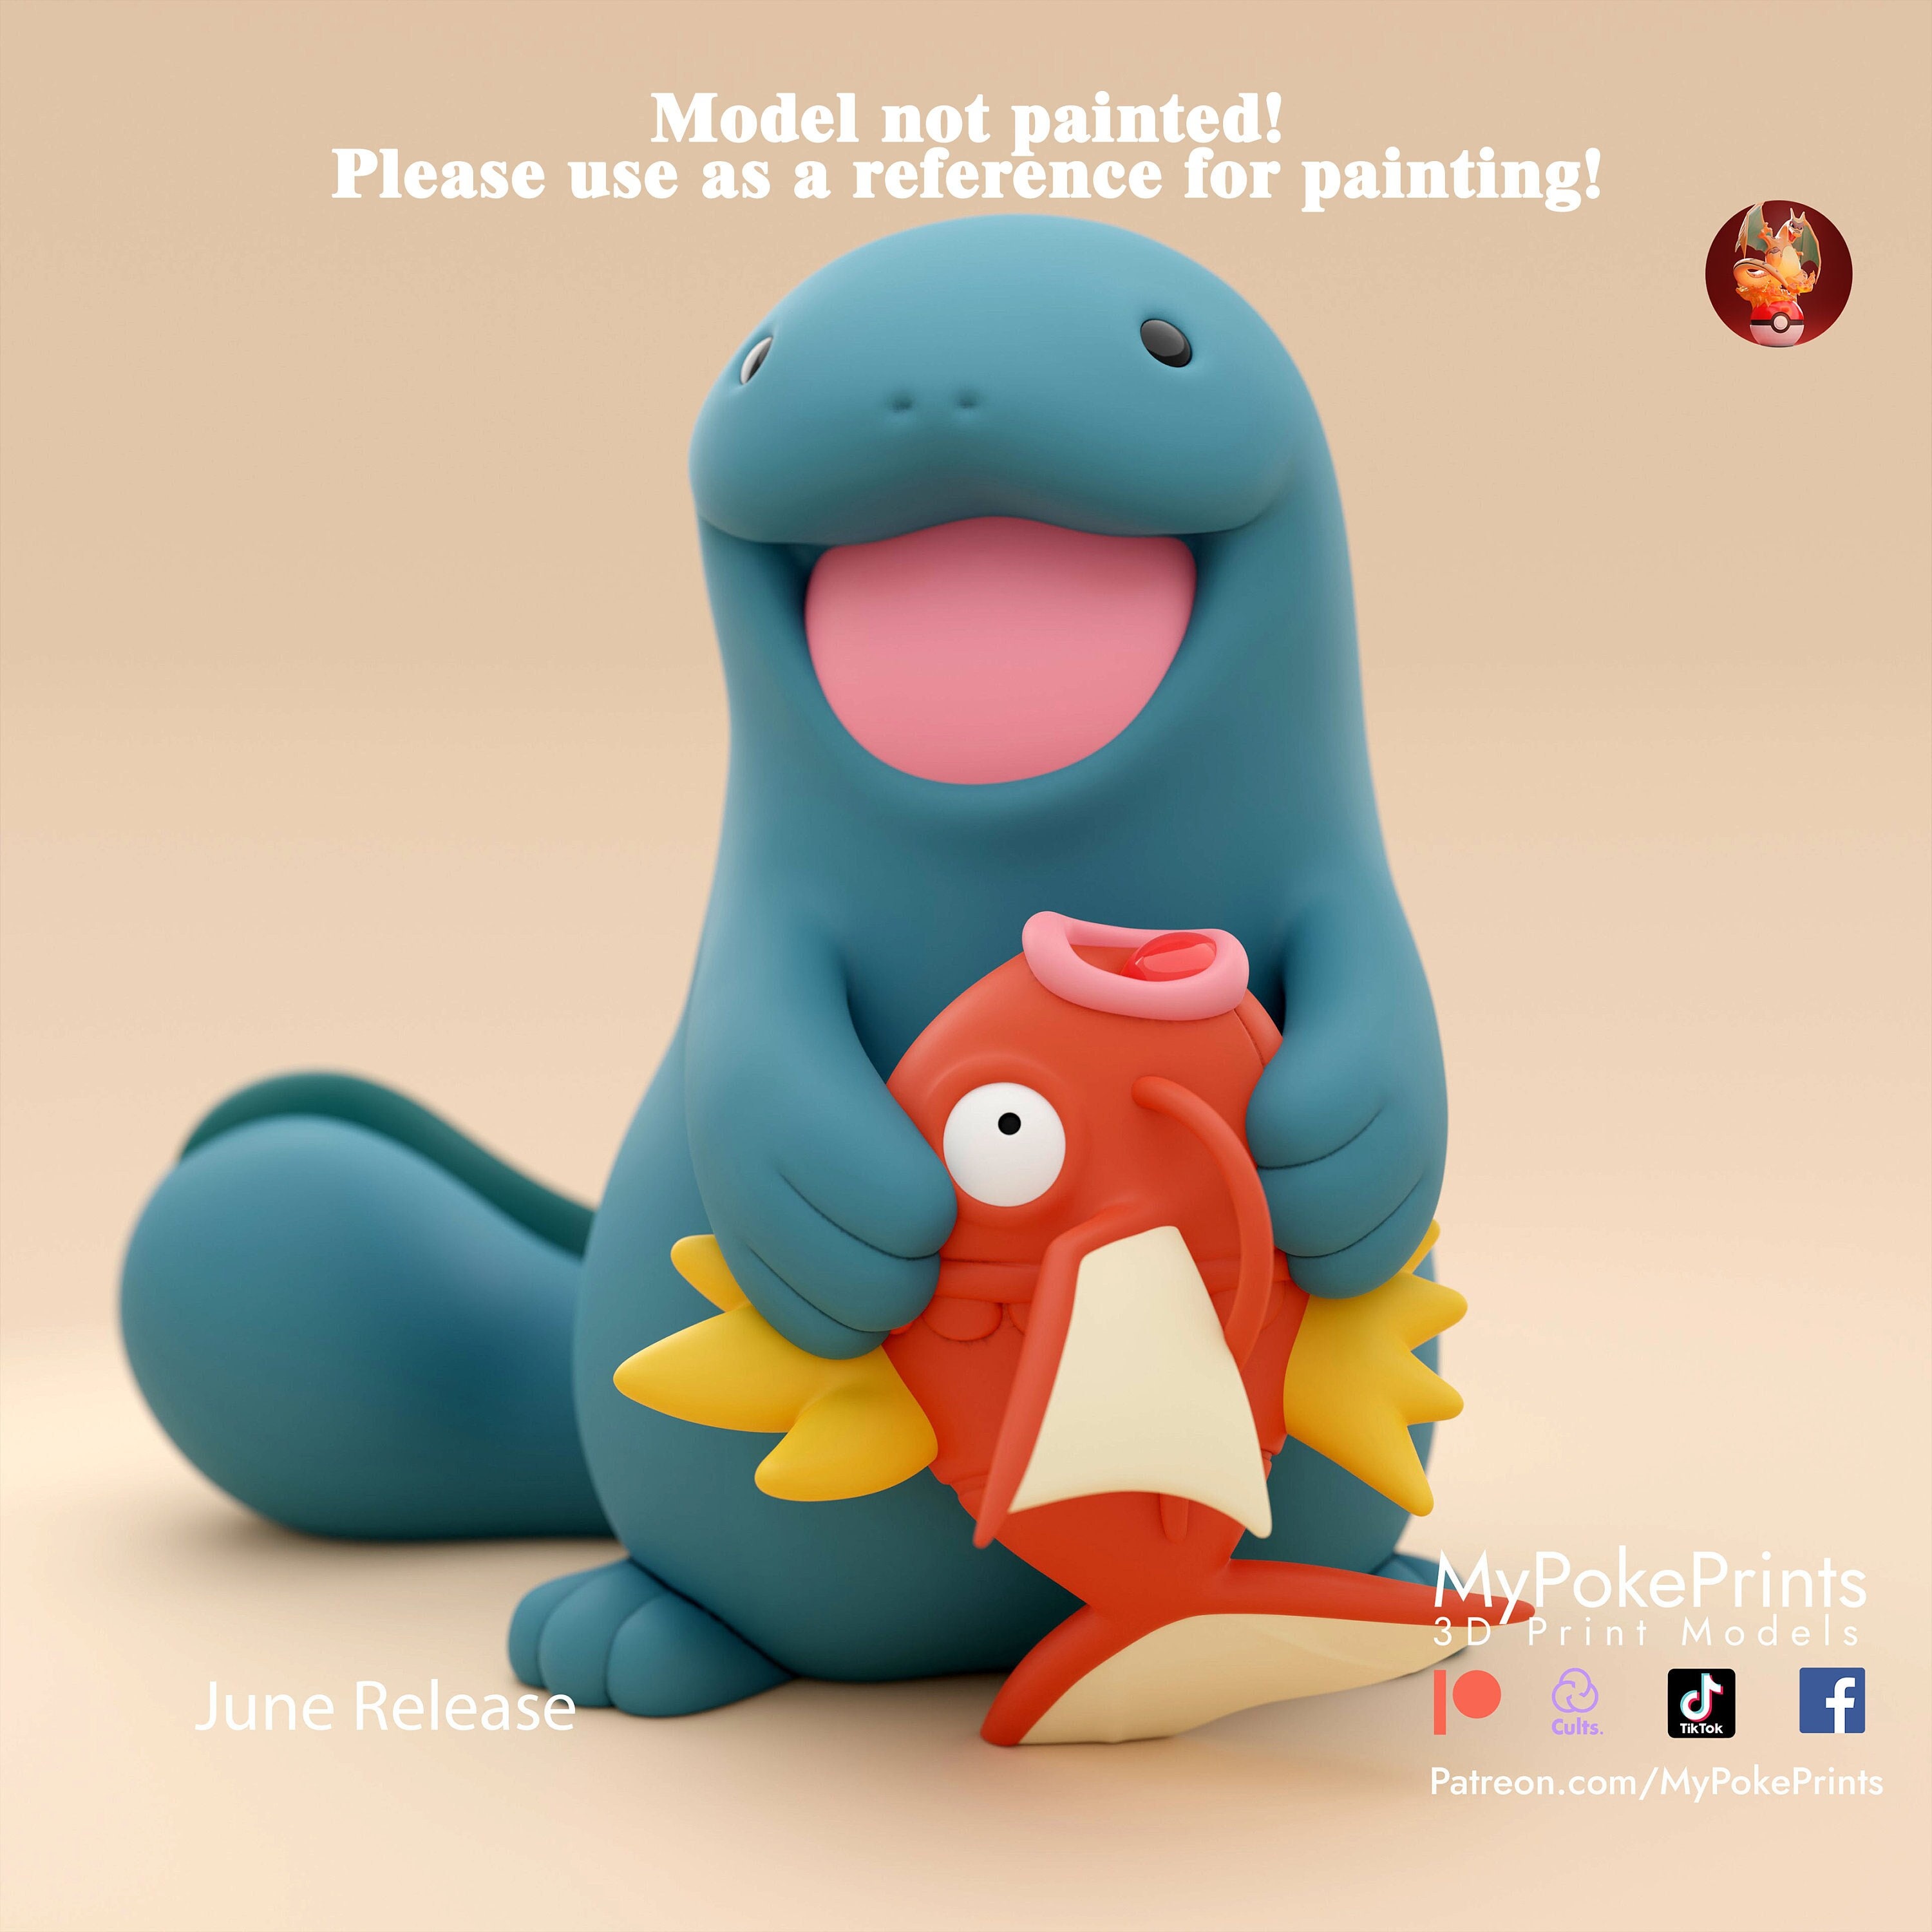 Model not painted!
Please use as a reference for painting!
MyPokePrints
3D Print Models
June Release
Cults.
TikTok
Patreon.com/MyPokePrints